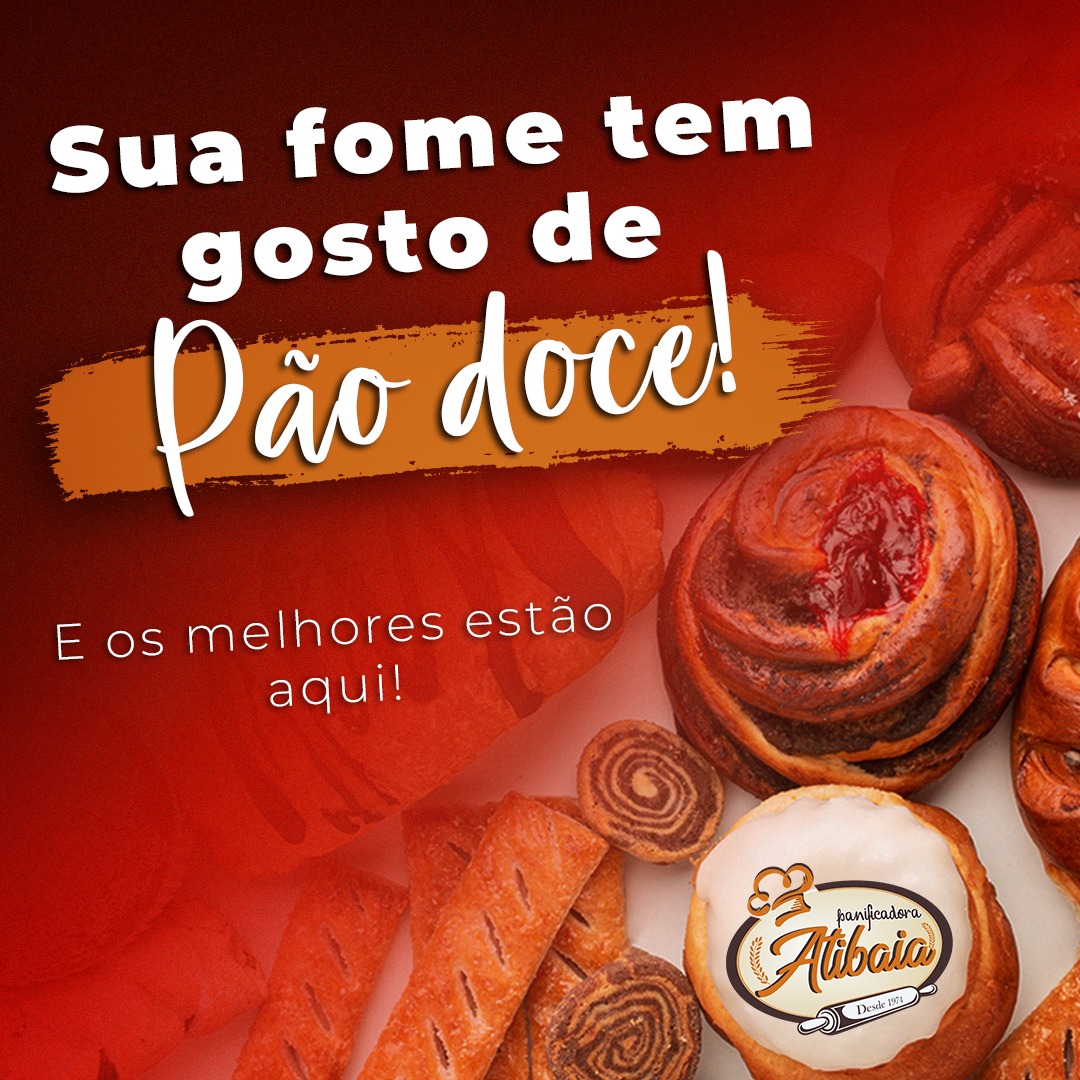 Sua fome tem
gosto de
Pão doce!
E os melhores estão
aqui!
panificadora
Atibaia
Desde 1974